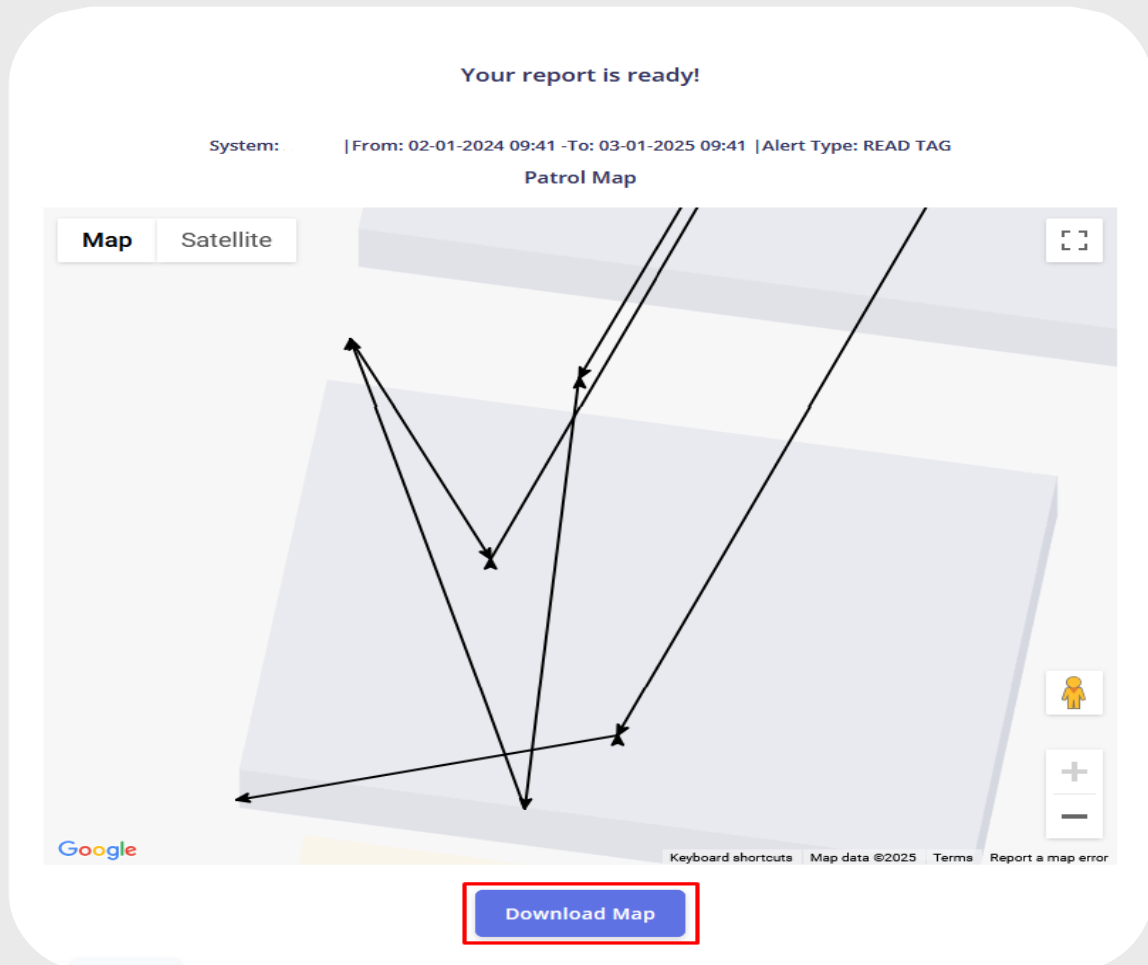 Your report is ready!
System: |From: 02-01-2024 09:41 -To: 03-01-2025 09:41 |Alert Type: READ TAG
Patrol Map
Map Satellite
Google
Keyboard shortcuts Map data ©2025 Terms Report a map error
Download Map